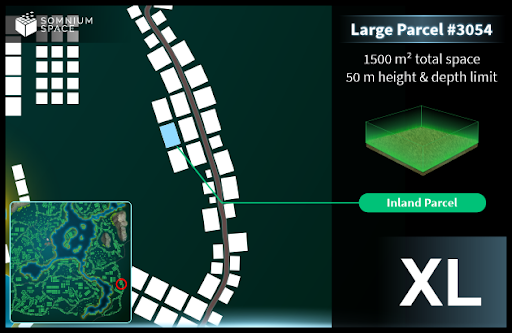 SOMNIUM
SPACE
Large Parcel #3054
1500 m² total space
50 m height & depth limit
Inland Parcel
XL